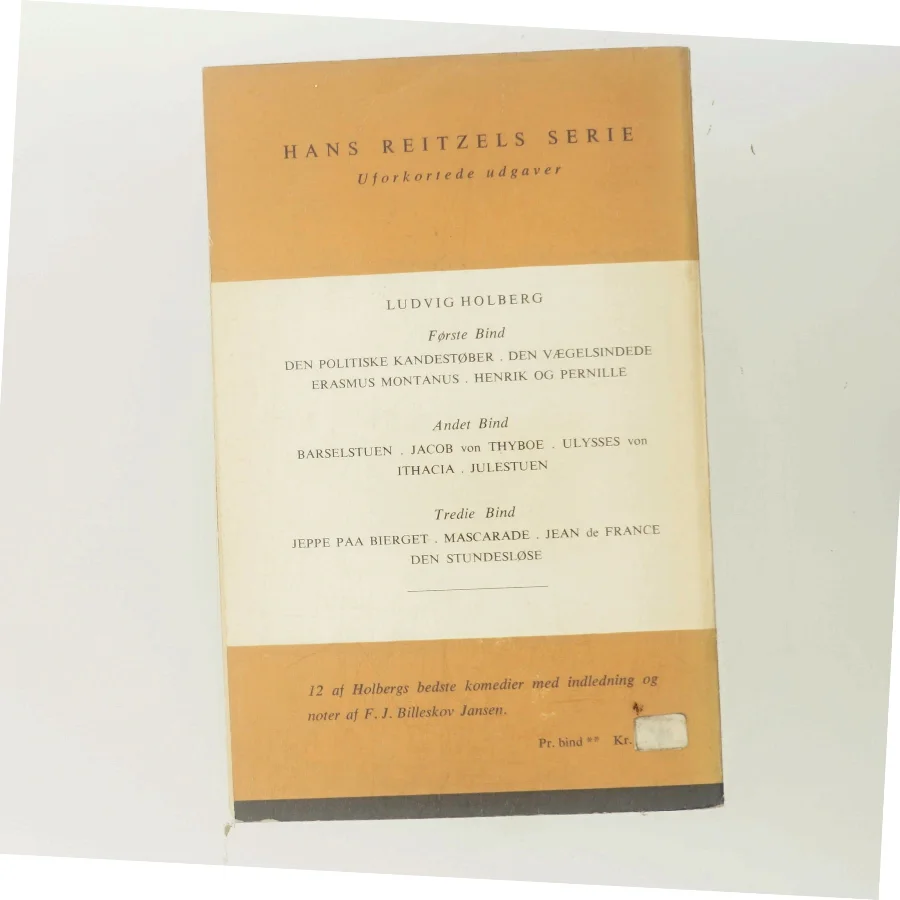 HANS REITZELS SERIE
Uforkortede udgaver
LUDVIG HOLBERG
Første Bind
DEN POLITISKE KANDESTØBER . DEN VÆGELSINDEDE
ERASMUS MONTANUS . HENRIK OG PERNILLE
Andet Bind
BARSELSTUEN . JACOB von THYBOE . ULYSSES von
ITHACIA . JULESTUEN
Tredie Bind
JEPPE PAA BIERGET . MASCARADE . JEAN de FRANCE
DEN STUNDESLØSE
12 af Holbergs bedste komedier med indledning og
noter af F. J. Billeskov Jansen.
Pr. bind ** Kr.